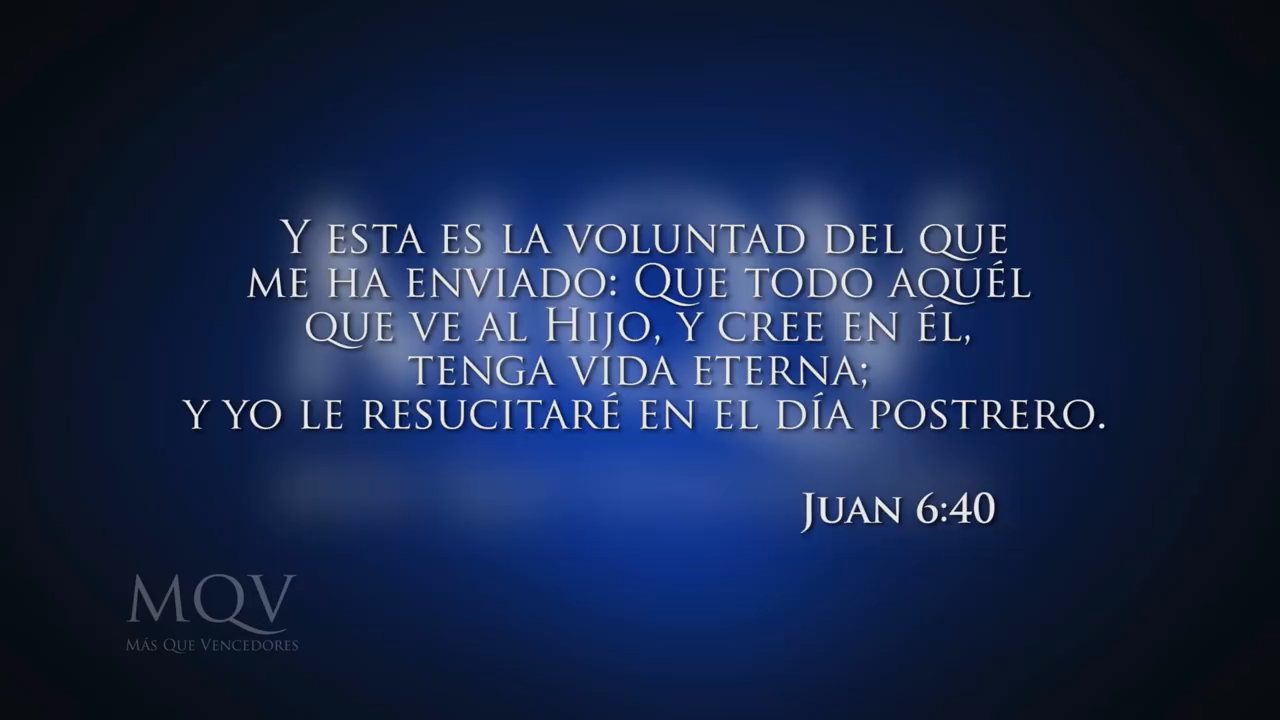 Y esta es la voluntad del que
me ha enviado: Que todo aquél
que ve al Hijo, y cree en él,
tenga vida eterna;
y yo le resucitaré en el día postrero.
Juan 6:40
MQV
Más Que Vencedores